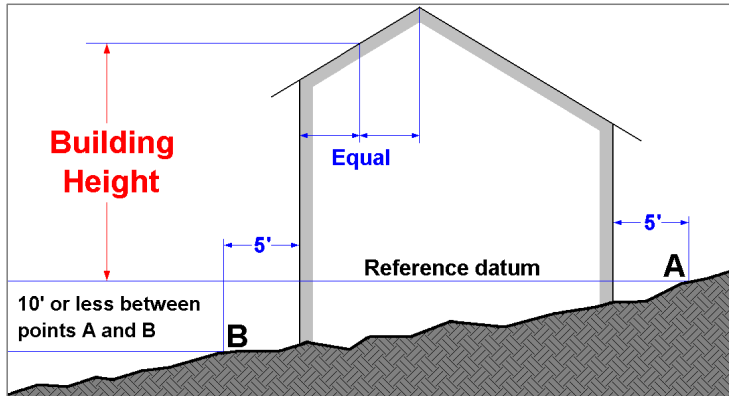 Building
Height
Equal
5'
5'
Reference datum
A
10' or less between
points A and B
B